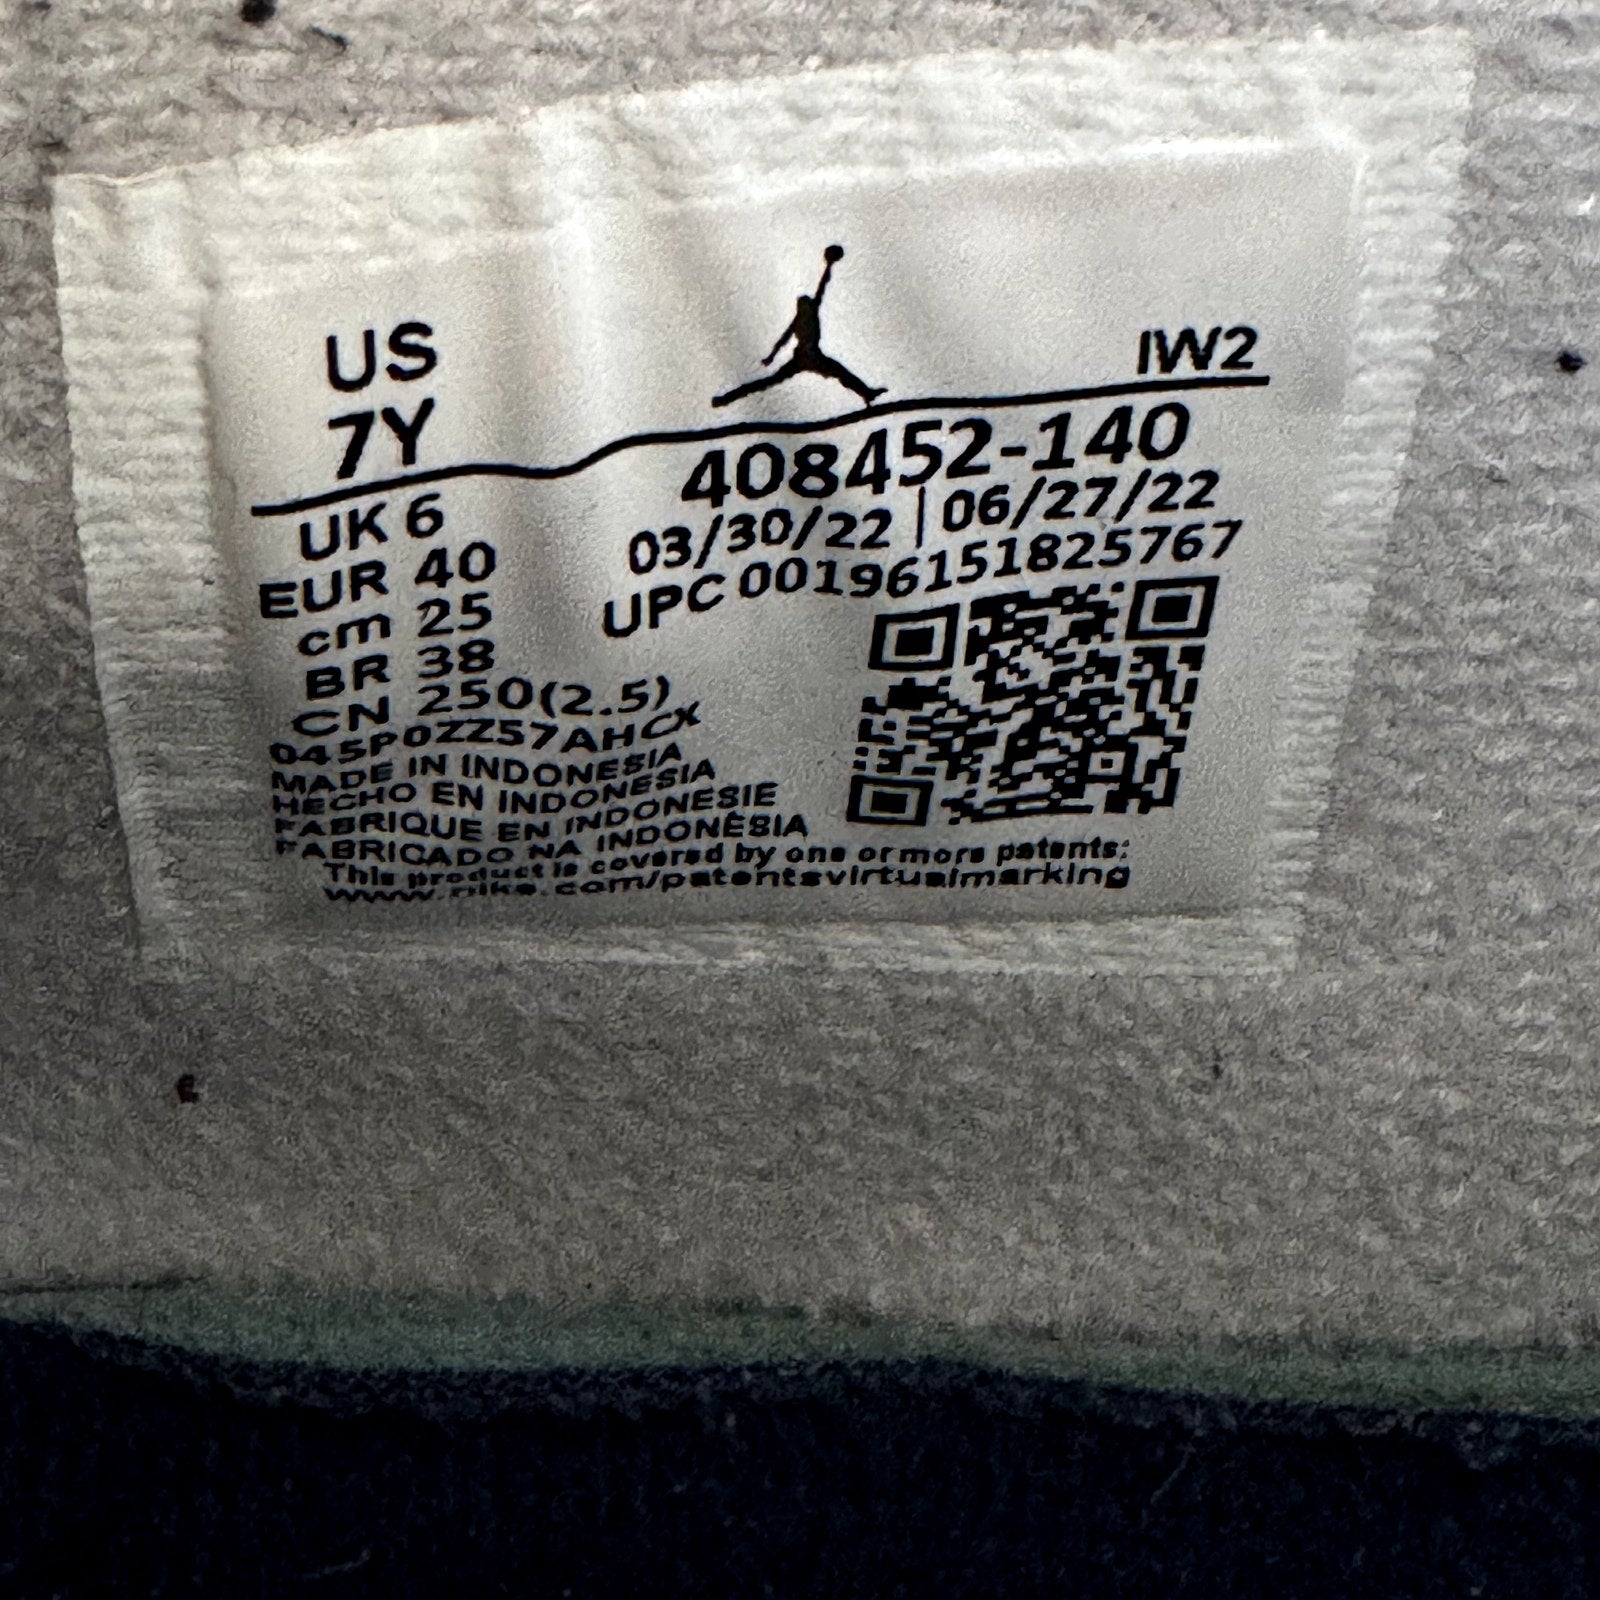 US
7Y
IW2
408452-140
03/30/22 | 06/27/22
UPC 00196151825767
UK 6
EUR 40
cm 25
BR 38
CN 250(2.5)
045P0ZZ57AHCX
MADE IN INDONESIA
HECHO EN INDONESIA
FABRIQUE EN INDONESIE
FABRICADO NA INDONÉSIA
This product is covered by one or more patents:
www.nike.com/patentsvirtualmarking